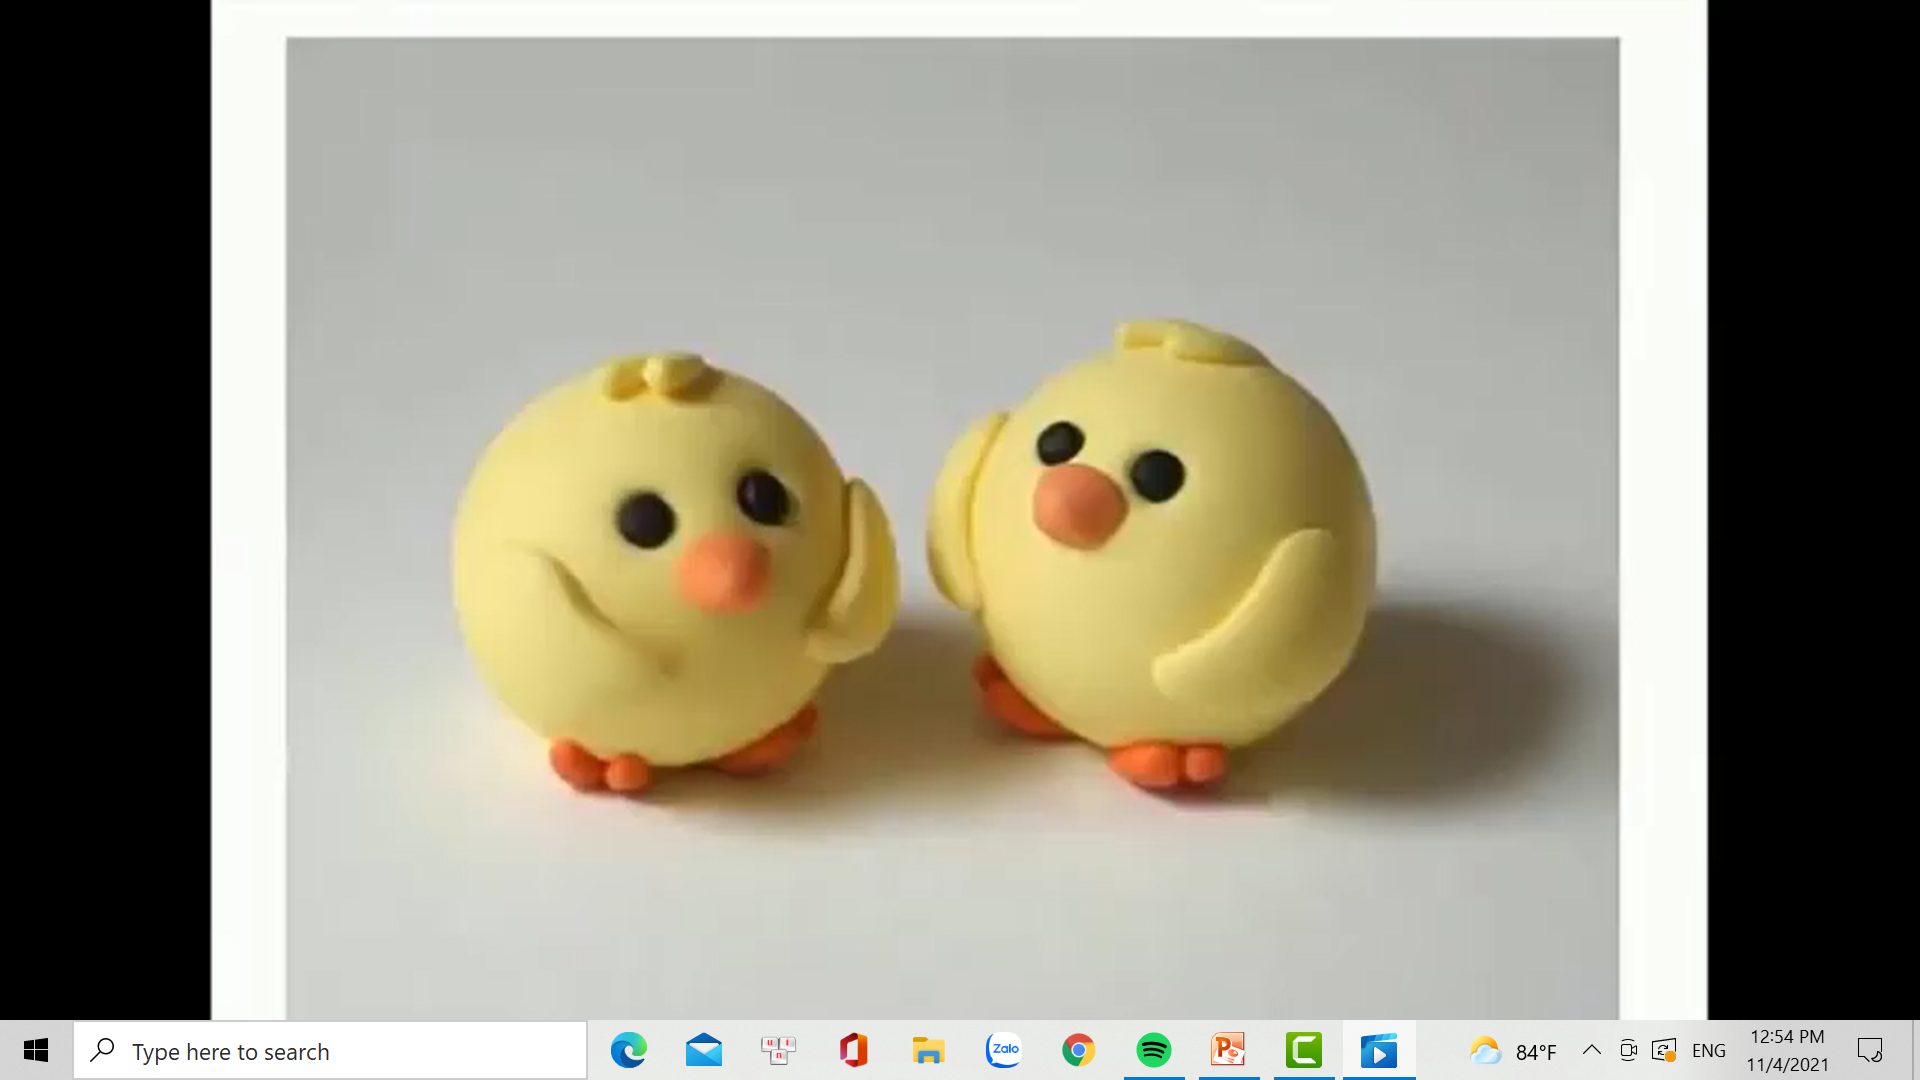 Type here to search
Zalo
84°F
ENG
12:54 PM
11/4/2021